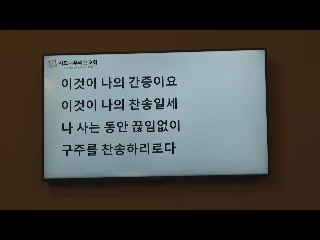 이것이 나의 간증이요
이것이 나의 찬송일세
나 사는 동안 끊임없이
구주를 찬송하리로다